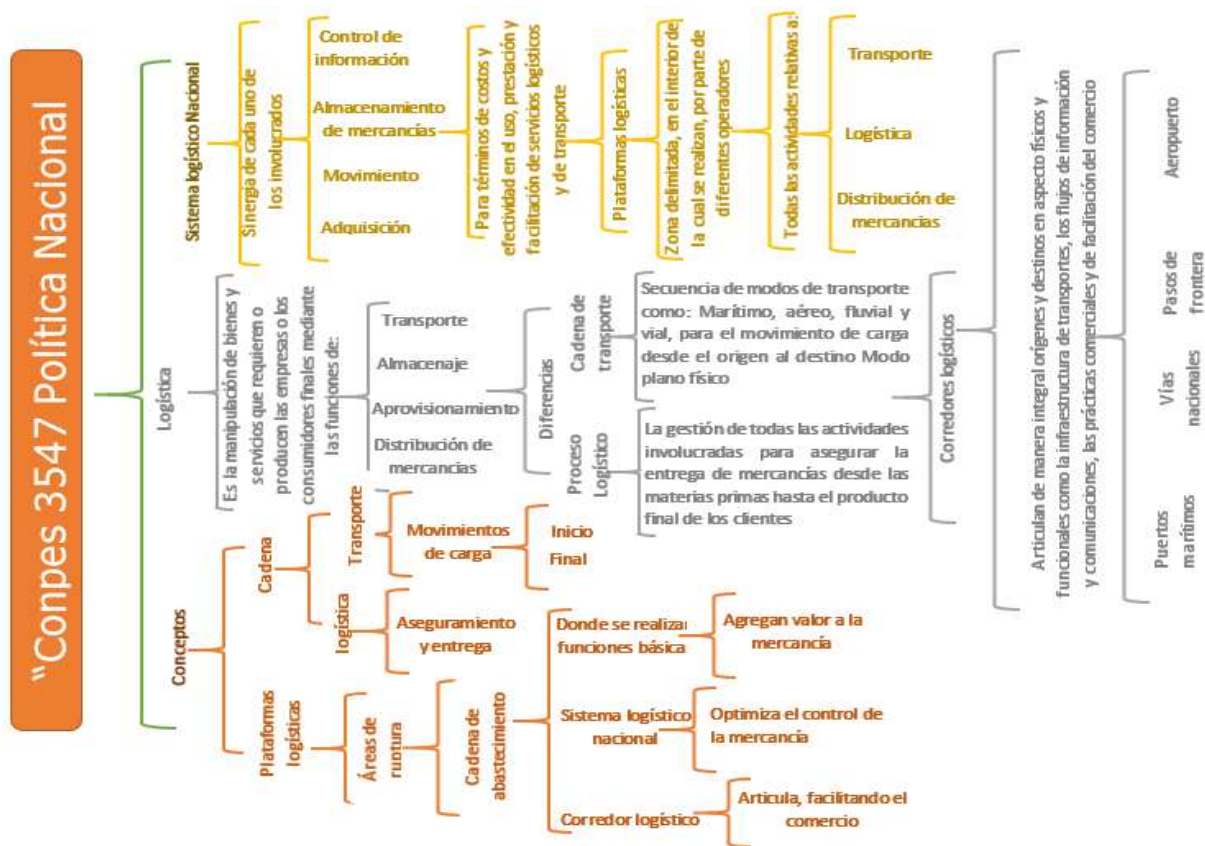 “Conpes 3547 Política Nacional
Conceptos
Plataformas
logísticas
Áreas de
ruptura
Cadena de
abastecimiento
Corredor logístico
Articula, facilitando el
comercio
Sistema logístico
nacional
Optimiza el control de
la mercancía
Donde se realizar
funciones básica
Agregan valor a la
mercancía
Cadena
logística
Aseguramiento
y entrega
Transporte
Movimientos
de carga
Inicio
Final
Logística
Es la manipulación de bienes y
servicios que requieren o
producen las empresas o los
consumidores finales mediante
las funciones de:
Distribución de
mercancías
Aprovisionamiento
Almacenaje
Transporte
Diferencias
Proceso
Logístico
La gestión de todas las actividades
involucradas para asegurar la
entrega de mercancías desde las
materias primas hasta el producto
final de los clientes
Cadena de
transporte
Secuencia de modos de transporte
como: Marítimo, aéreo, fluvial y
vial, para el movimiento de carga
desde el origen al destino Modo
plano físico
Corredores logísticos
Articulan de manera integral orígenes y destinos en aspecto físicos y
funcionales como la infraestructura de transportes, los flujos de información
y comunicaciones, las prácticas comerciales y de facilitación del comercio
Puertos
marítimos
Vías
nacionales
Pasos de
frontera
Aeropuerto
Sistema logístico Nacional
Sinergia de cada uno de
los involucrados
Adquisición
Movimiento
Almacenamiento
de mercancías
Control de
información
Para términos de costos y
efectividad en el uso, prestación y
facilitación de servicios logísticos
y de transporte
Plataformas logísticas
Zona delimitada, en el interior de
la cual se realizan, por parte de
diferentes operadores
Todas las actividades relativas a:
Distribución de
mercancías
Logística
Transporte